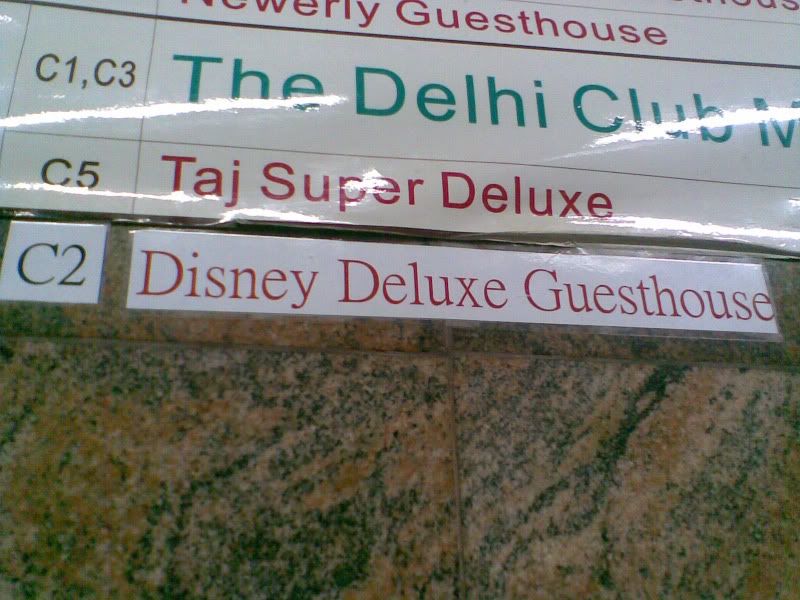 Newerly Guesthouse
C1,C3 The Delhi Club
C5 Taj Super Deluxe
C2 Disney Deluxe Guesthouse